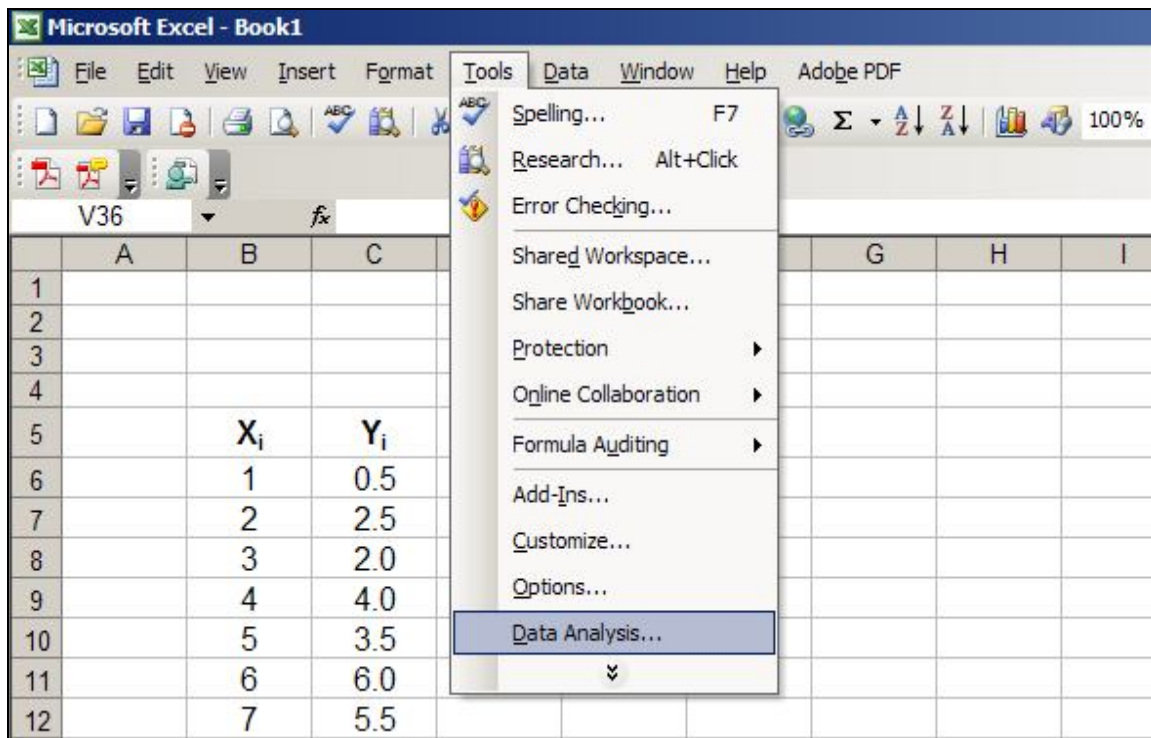 Microsoft Excel - Book1
File Edit View Insert Format Tools Data Window Help Adobe PDF
ABC Σ A Z Z A 100%
V36 fx
Spelling... F7
Research... Alt+Click
Error Checking...
Shared Workspace...
Share Workbook...
Protection
Online Collaboration
Formula Auditing
Add-Ins...
Customize...
Options...
Data Analysis...
A B C G H I
1
2
3
4
5 Xi Yi
6 1 0.5
7 2 2.5
8 3 2.0
9 4 4.0
10 5 3.5
11 6 6.0
12 7 5.5